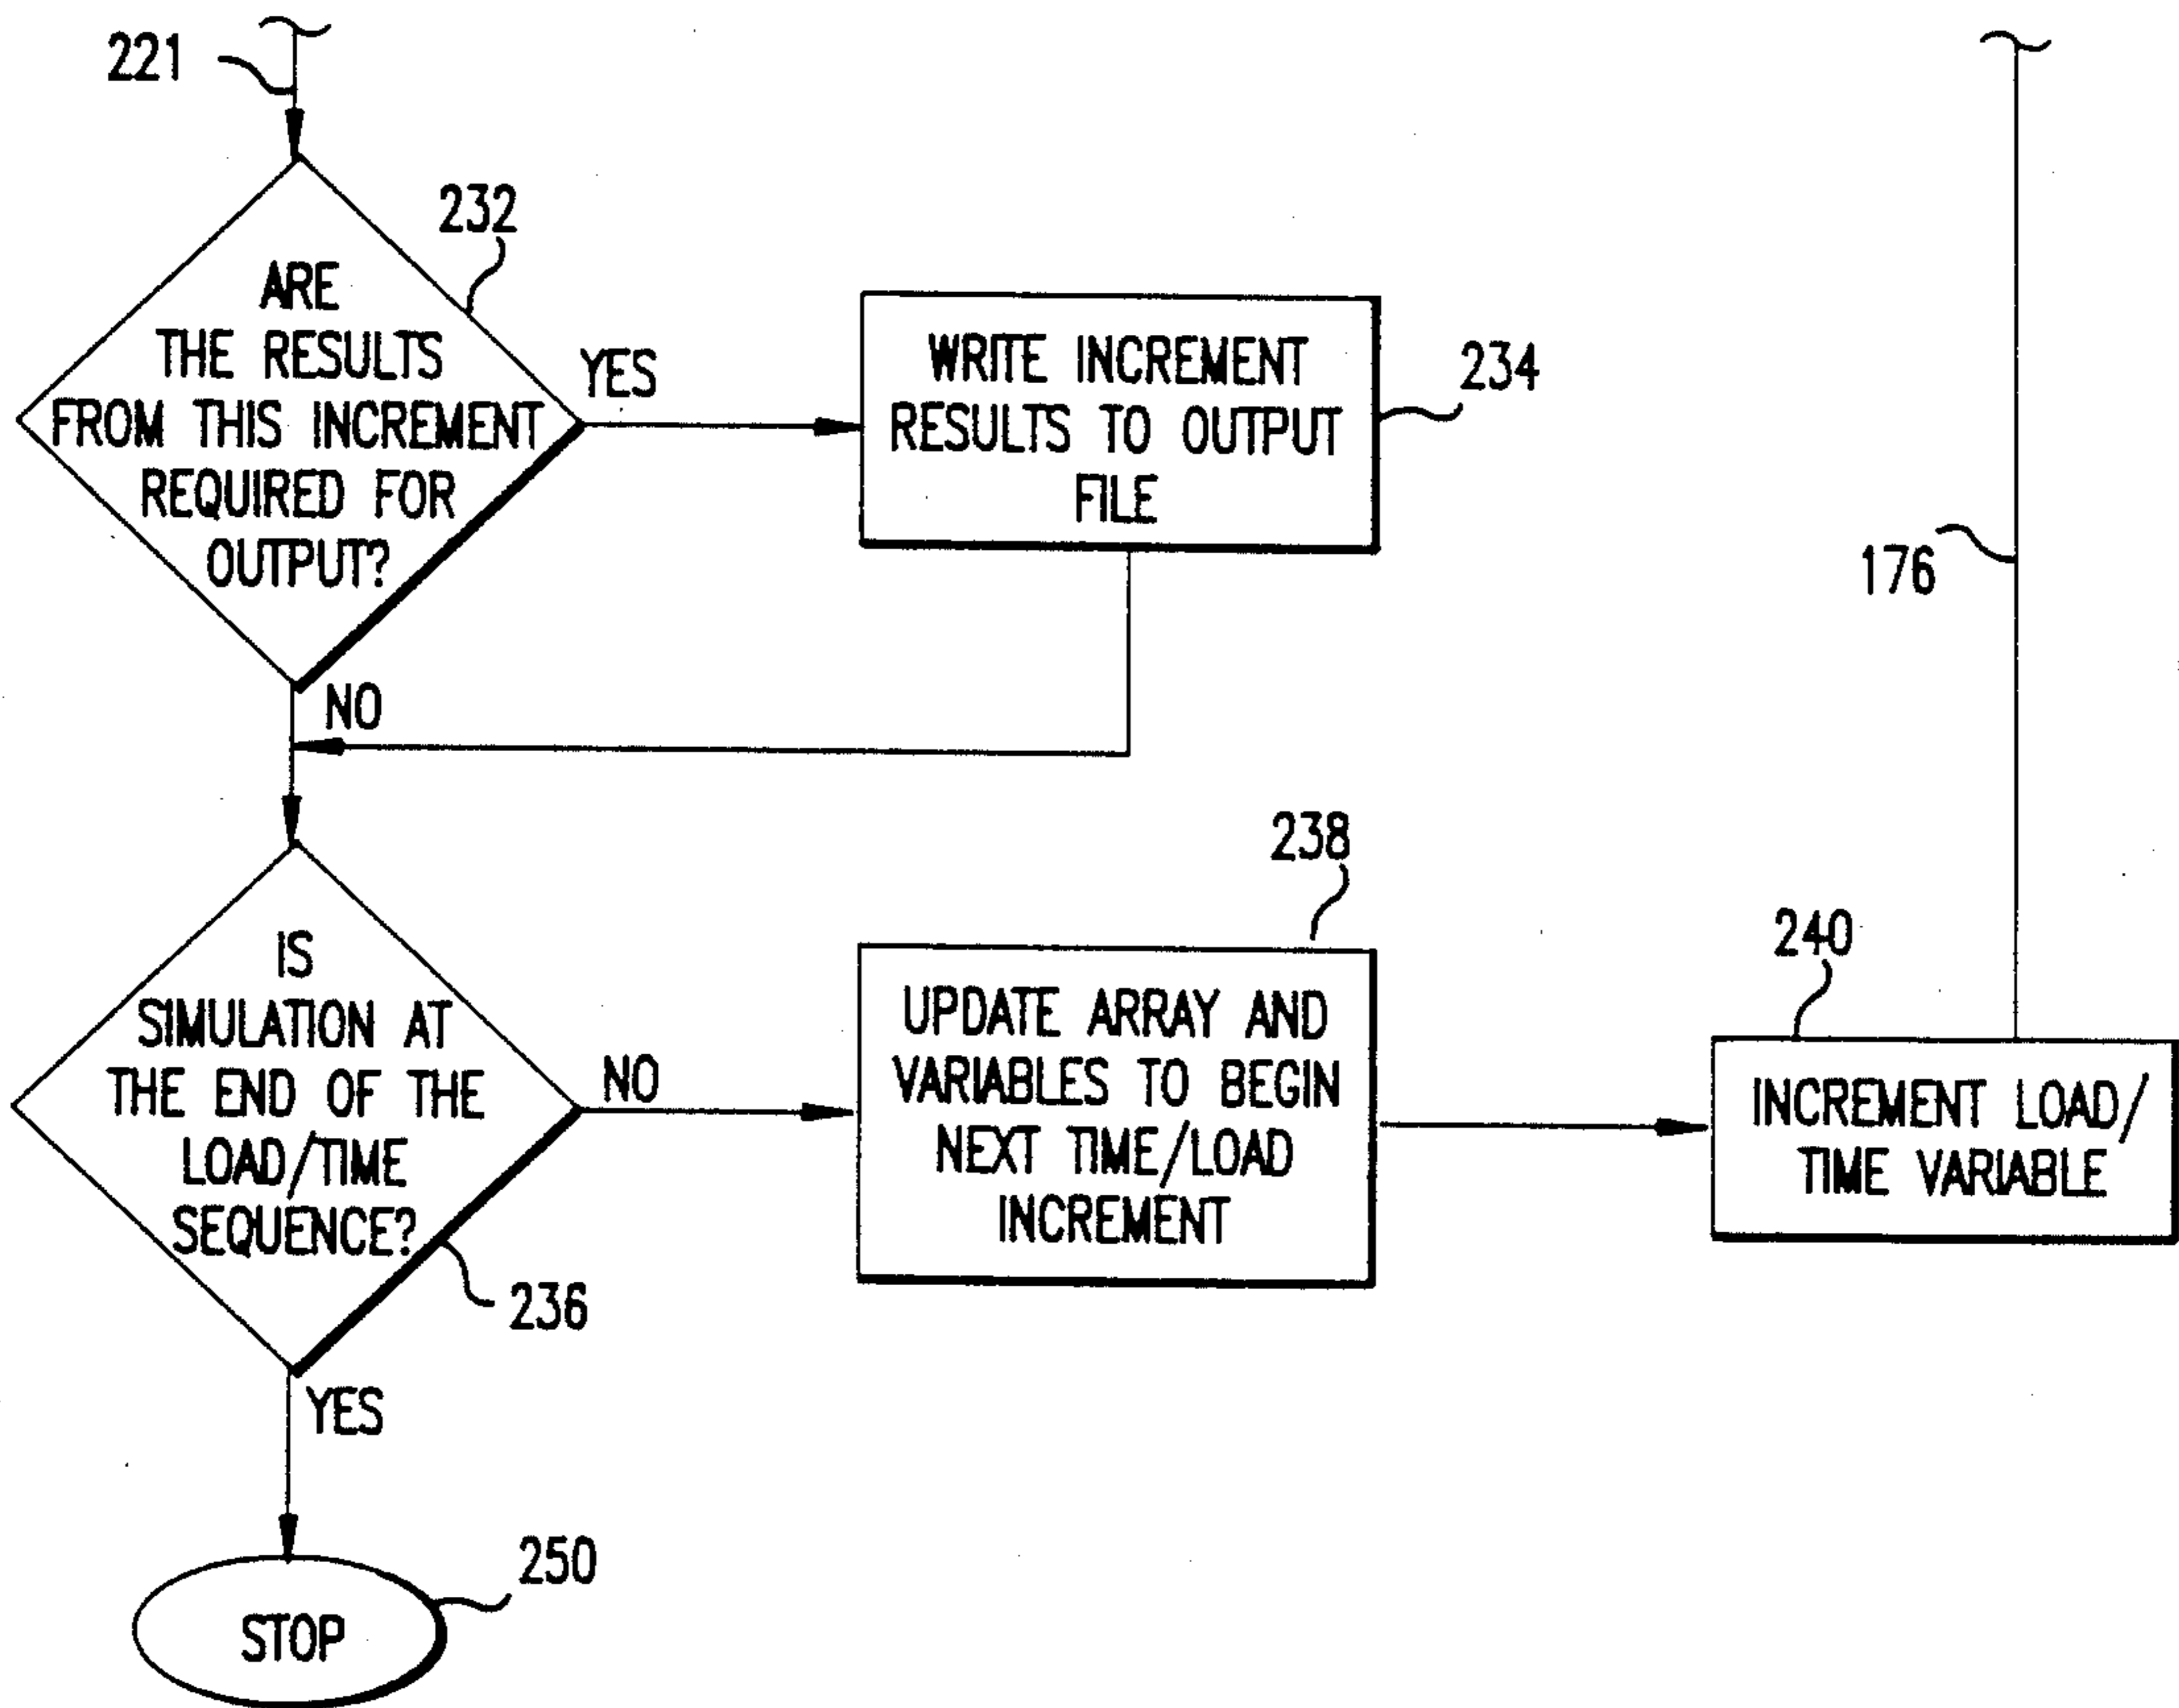 221
232
ARE
THE RESULTS
FROM THIS INCREMENT
REQUIRED FOR
OUTPUT?
YES
WRITE INCREMENT
RESULTS TO OUTPUT
FILE
234
176
NO
IS
SIMULATION AT
THE END OF THE
LOAD/TIME
SEQUENCE?
236
NO
238
UPDATE ARRAY AND
VARIABLES TO BEGIN
NEXT TIME/LOAD
INCREMENT
240
INCREMENT LOAD/
TIME VARIABLE
YES
250
STOP